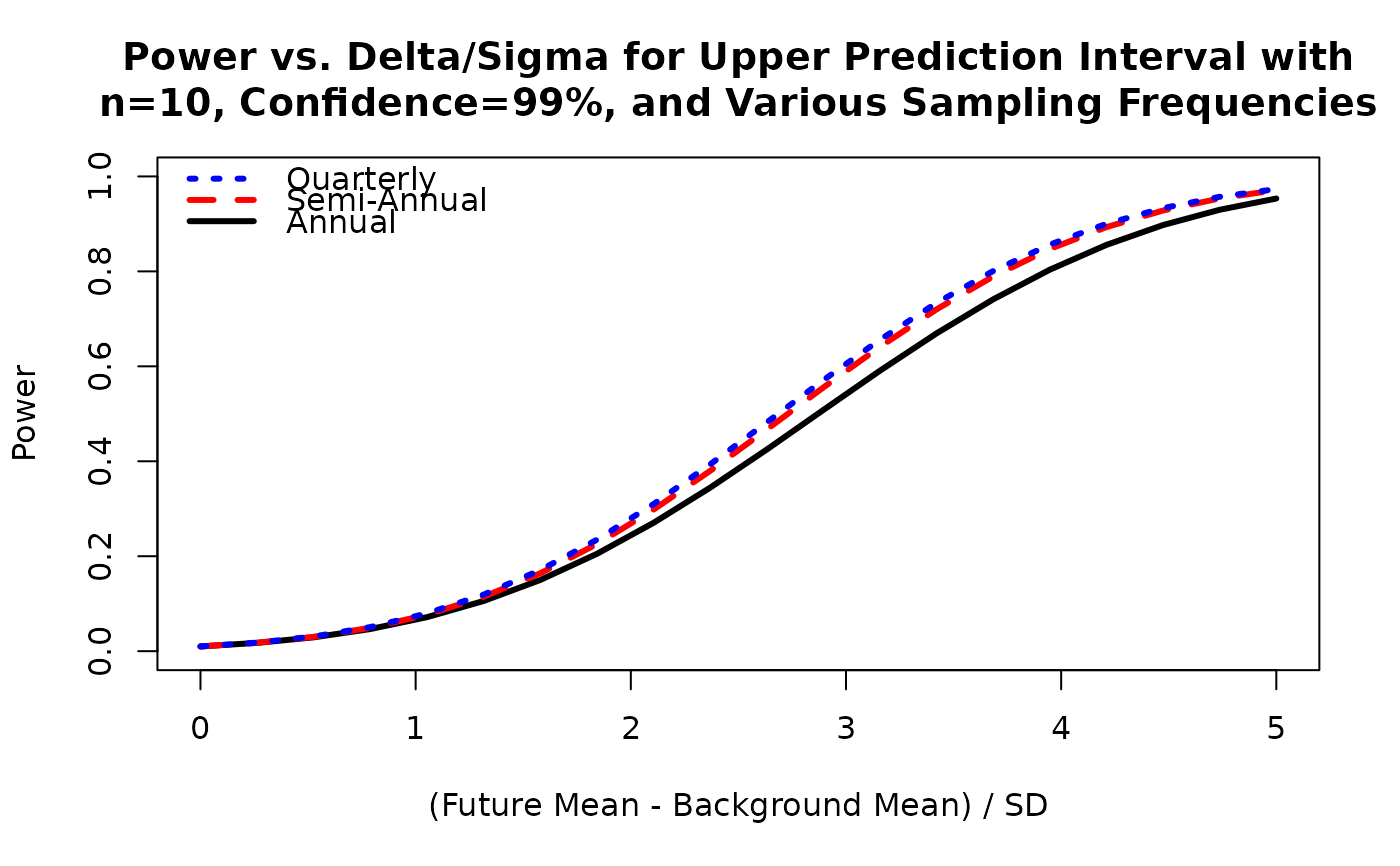 Power vs. Delta/Sigma for Upper Prediction Interval with
n=10, Confidence=99%, and Various Sampling Frequencies
Quarterly
Semi-Annual
Annual
Power
1.0
0.8
0.6
0.4
0.2
0.0
0 1 2 3 4 5
(Future Mean - Background Mean) / SD